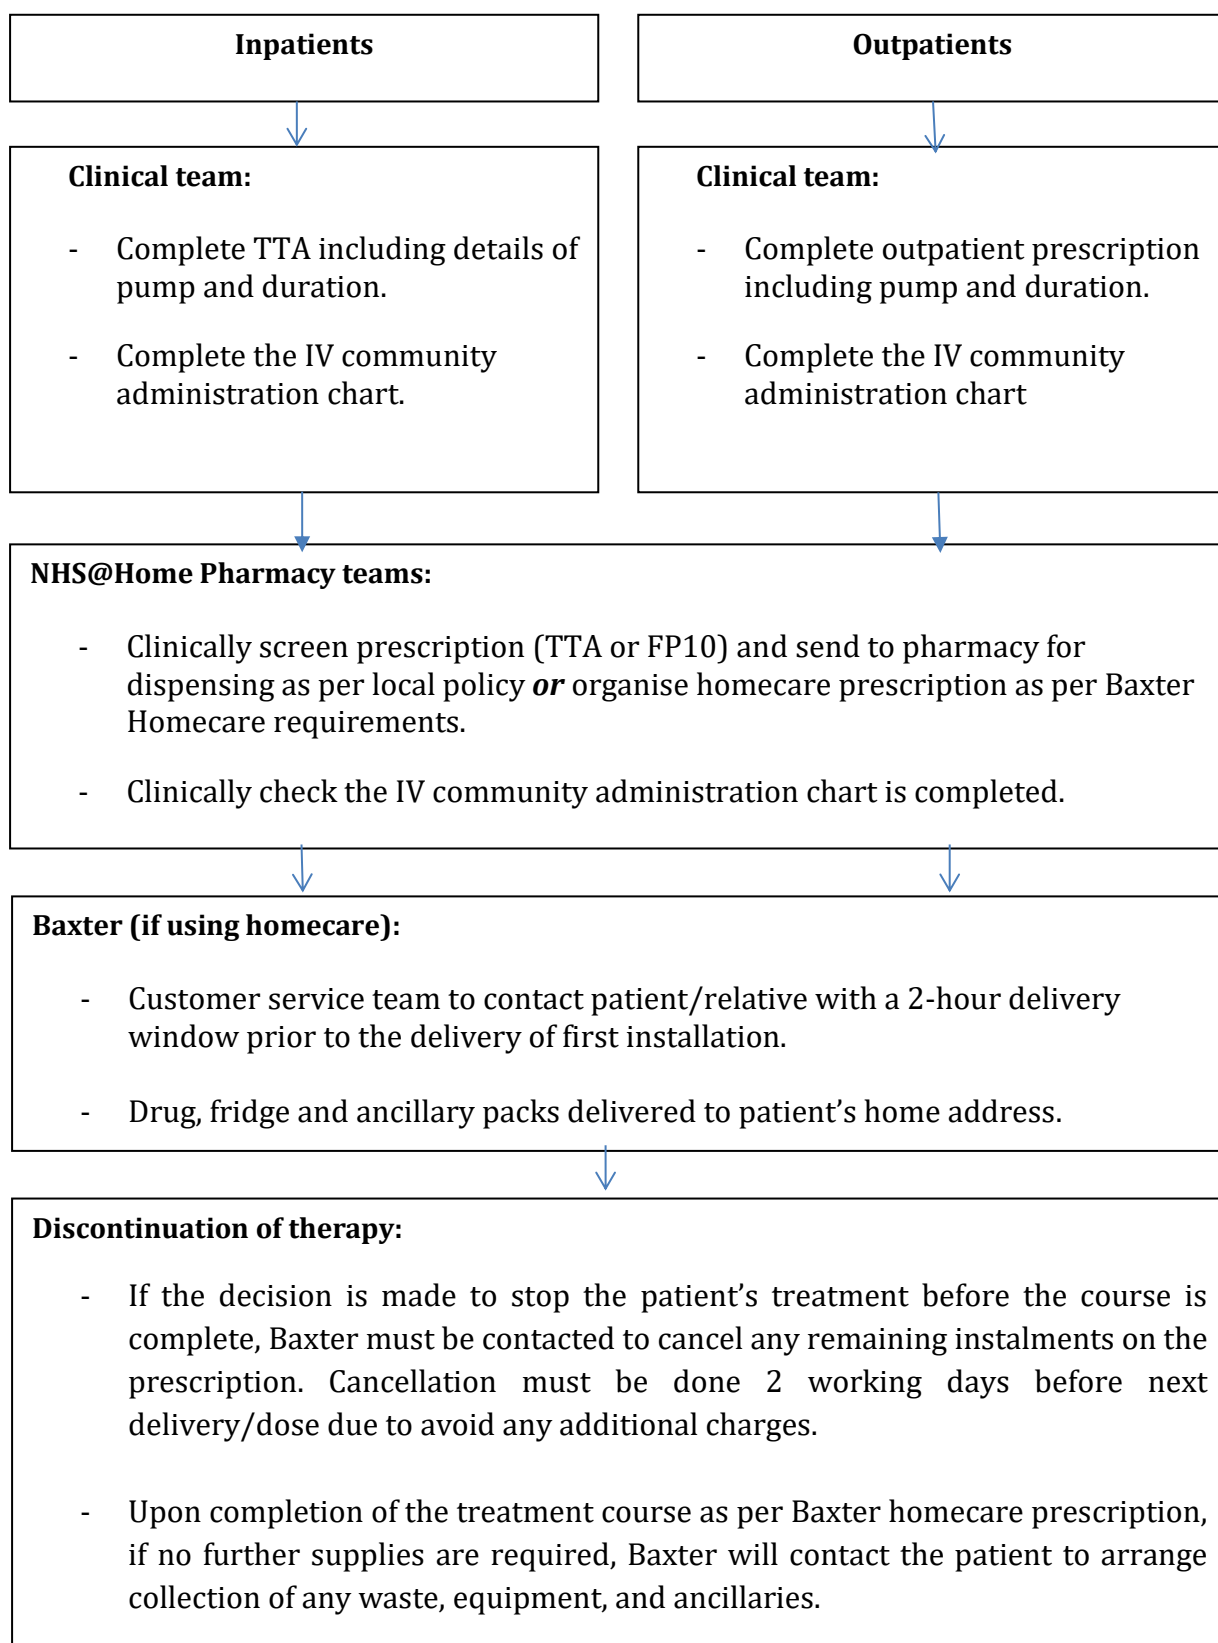 Inpatients
Outpatients
Clinical team:
- Complete TTA including details of
pump and duration.
- Complete the IV community
administration chart.
Clinical team:
- Complete outpatient prescription
including pump and duration.
- Complete the IV community
administration chart
NHS@Home Pharmacy teams:
- Clinically screen prescription (TTA or FP10) and send to pharmacy for
dispensing as per local policy or organise homecare prescription as per Baxter
Homecare requirements.
- Clinically check the IV community administration chart is completed.
Baxter (if using homecare):
- Customer service team to contact patient/relative with a 2-hour delivery
window prior to the delivery of first installation.
- Drug, fridge and ancillary packs delivered to patient’s home address.
Discontinuation of therapy:
- If the decision is made to stop the patient’s treatment before the course is
complete, Baxter must be contacted to cancel any remaining instalments on the
prescription. Cancellation must be done 2 working days before next
delivery/dose due to avoid any additional charges.
- Upon completion of the treatment course as per Baxter homecare prescription,
if no further supplies are required, Baxter will contact the patient to arrange
collection of any waste, equipment, and ancillaries.